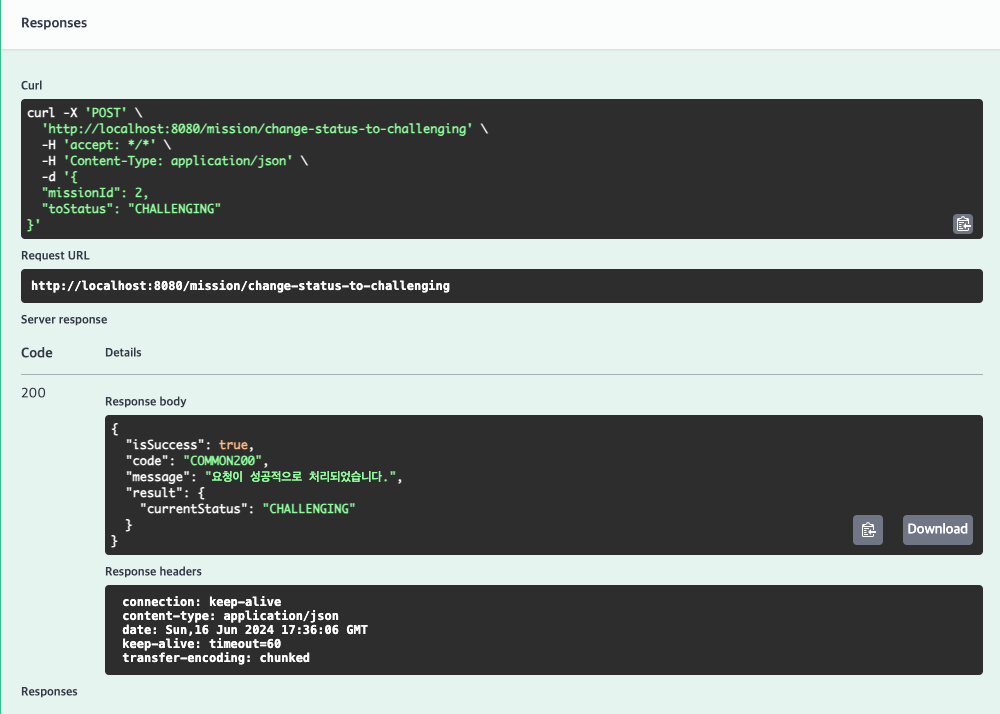 Responses
Curl
curl -X 'POST' \
  'http://localhost:8080/mission/change-status-to-challenging' \
  -H 'accept: */*' \
  -H 'Content-Type: application/json' \
  -d '{
  "missionId": 2,
  "toStatus": "CHALLENGING"
}'
Request URL
http://localhost:8080/mission/change-status-to-challenging
Server response
Code Details
200
Response body
{
  "isSuccess": true,
  "code": "COMMON200",
  "message": "요청이 성공적으로 처리되었습니다.",
  "result": {
    "currentStatus": "CHALLENGING"
  }
}
Download
Response headers
connection: keep-alive
content-type: application/json
date: Sun,16 Jun 2024 17:36:06 GMT
keep-alive: timeout=60
transfer-encoding: chunked
Responses